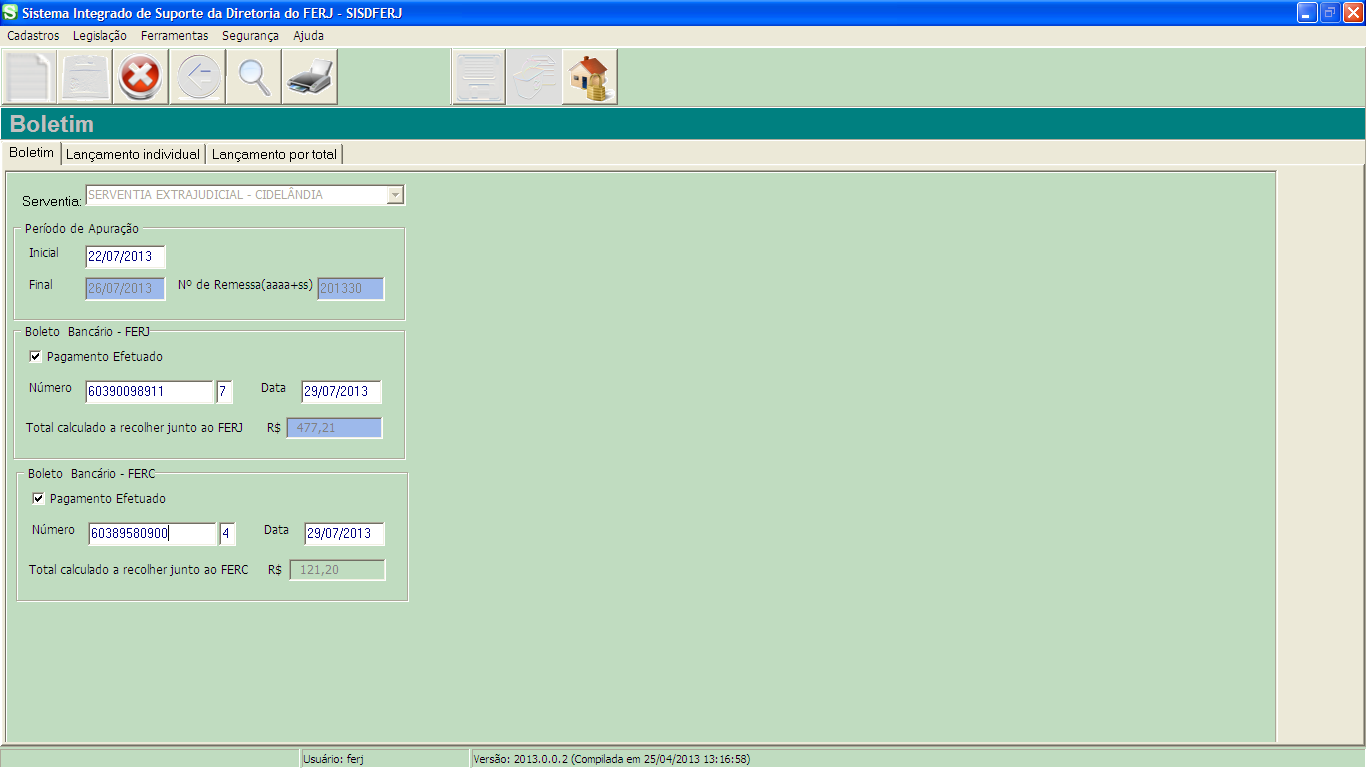 Sistema Integrado de Suporte da Diretoria do FERJ - SISDFERJ
Cadastros Legislação Ferramentas Segurança Ajuda
Boletim
Boletim Lançamento individual Lançamento por total
Serventia: SERVENTIA EXTRAJUDICIAL - CIDELÂNDIA
Período de Apuração
Inicial 22/07/2013
Final 26/07/2013 Nº de Remessa(aaaa+ss) 201330
Boleto Bancário - FERJ
Pagamento Efetuado
Número 60390098911 7 Data 29/07/2013
Total calculado a recolher junto ao FERJ R$ 477,21
Boleto Bancário - FERC
Pagamento Efetuado
Número 60389580900 4 Data 29/07/2013
Total calculado a recolher junto ao FERC R$ 121,20
Usuário: ferj Versão: 2013.0.0.2 (Compilada em 25/04/2013 13:16:58)